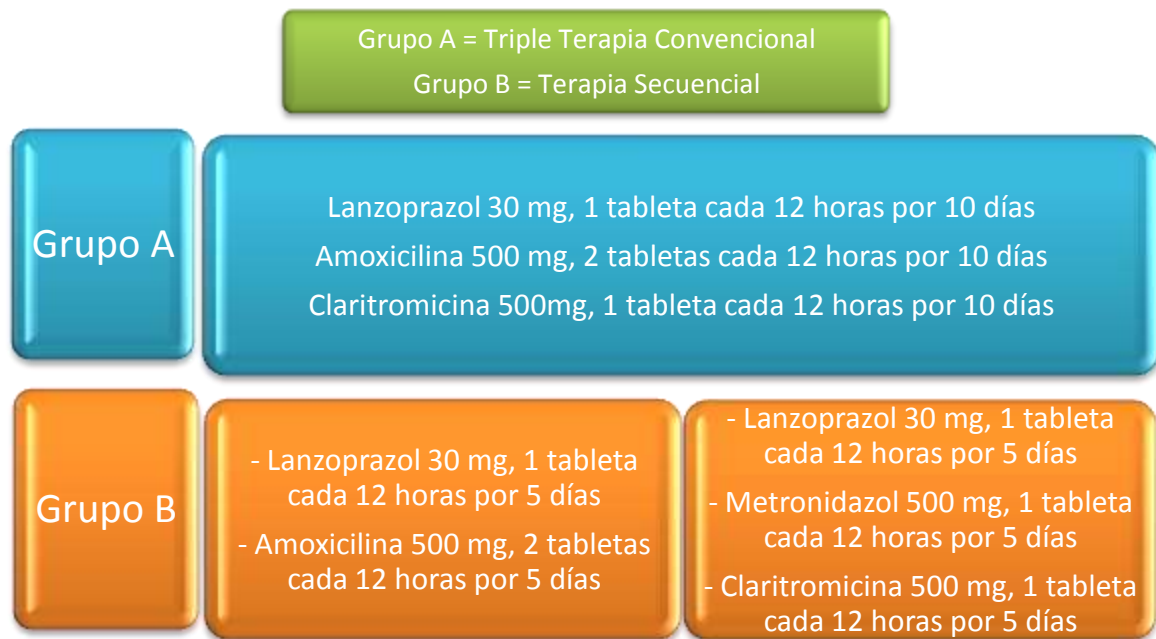 Grupo A = Triple Terapia Convencional
Grupo B = Terapia Secuencial
Grupo A
Lanzoprazol 30 mg, 1 tableta cada 12 horas por 10 días
Amoxicilina 500 mg, 2 tabletas cada 12 horas por 10 días
Claritromicina 500mg, 1 tableta cada 12 horas por 10 días
Grupo B
- Lanzoprazol 30 mg, 1 tableta
cada 12 horas por 5 días
- Amoxicilina 500 mg, 2 tabletas
cada 12 horas por 5 días
- Lanzoprazol 30 mg, 1 tableta
cada 12 horas por 5 días
- Metronidazol 500 mg, 1 tableta
cada 12 horas por 5 días
- Claritromicina 500 mg, 1 tableta
cada 12 horas por 5 días